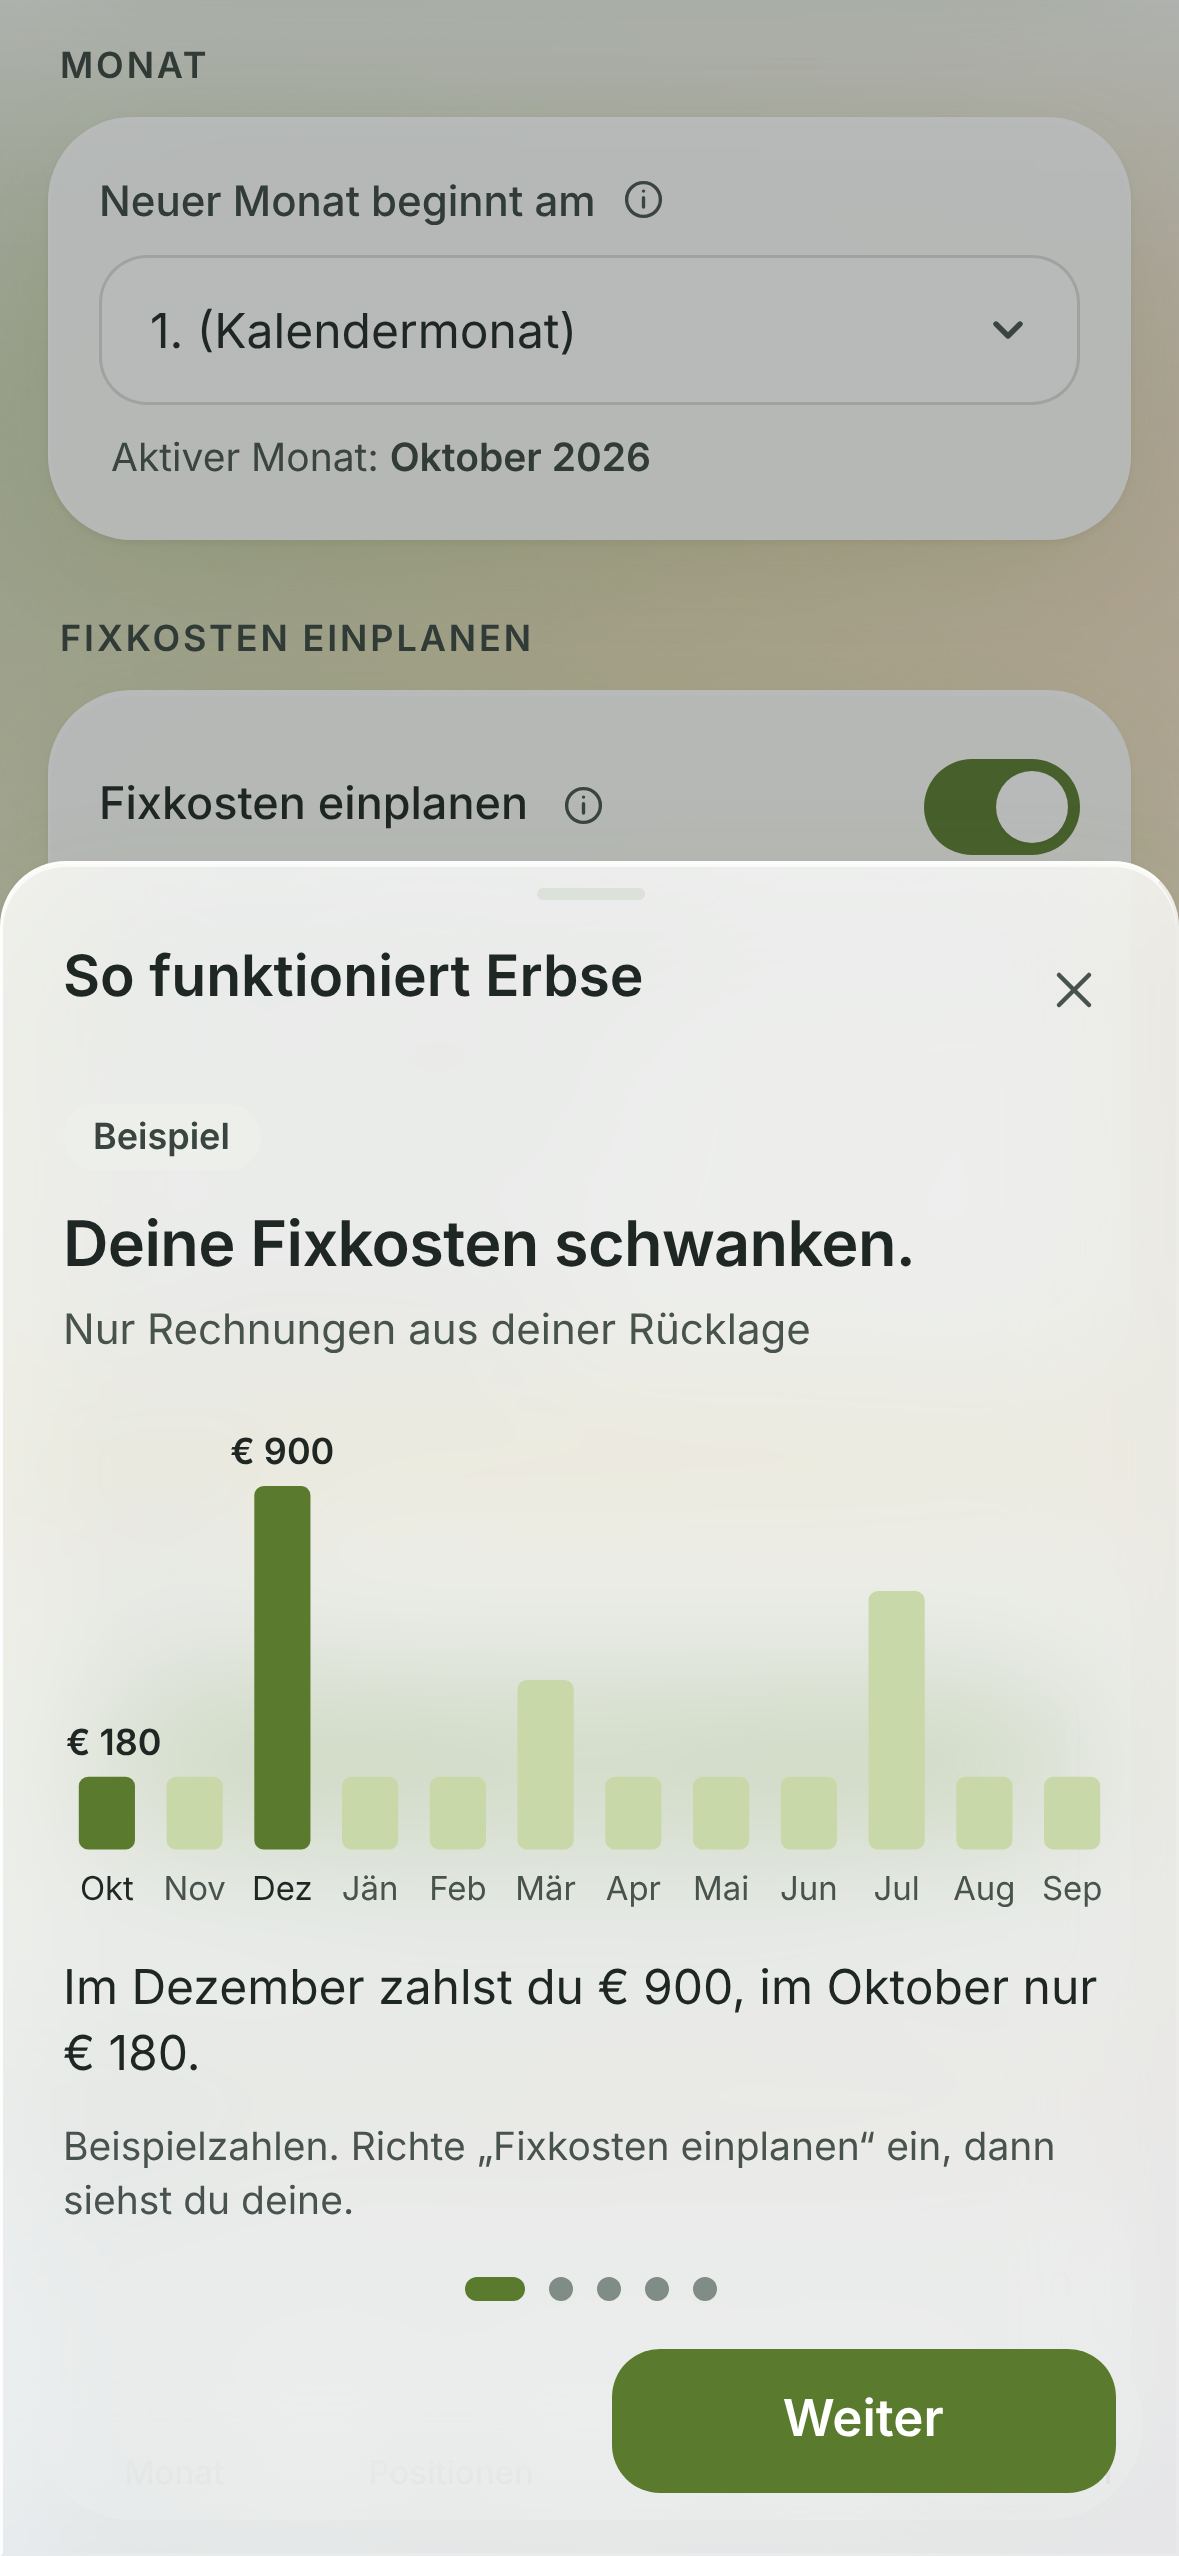 MONAT
Neuer Monat beginnt am
1. (Kalendermonat)
Aktiver Monat: Oktober 2026
FIXKOSTEN EINPLANEN
Fixkosten einplanen
So funktioniert Erbse
Beispiel
Deine Fixkosten schwanken.
Nur Rechnungen aus deiner Rücklage
€ 900
€ 180
Okt Nov Dez Jän Feb Mär Apr Mai Jun Jul Aug Sep
Im Dezember zahlst du € 900, im Oktober nur
€ 180.
Beispielzahlen. Richte „Fixkosten einplanen“ ein, dann
siehst du deine.
Weiter
Monat Positionen